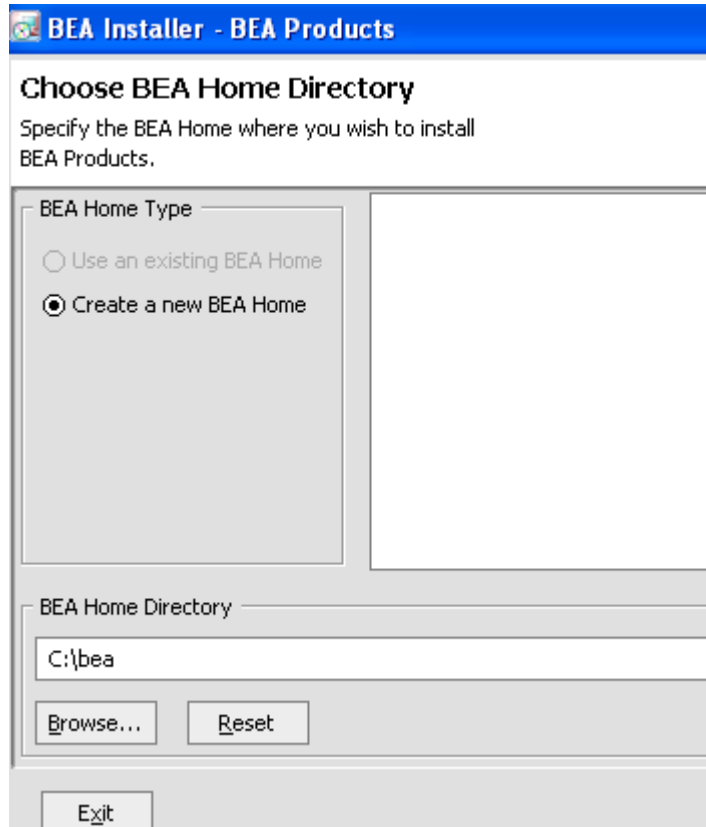 BEA Installer - BEA Products
Choose BEA Home Directory
Specify the BEA Home where you wish to install
BEA Products.
BEA Home Type
Use an existing BEA Home
Create a new BEA Home
BEA Home Directory
C:\bea
Browse... Reset
Exit